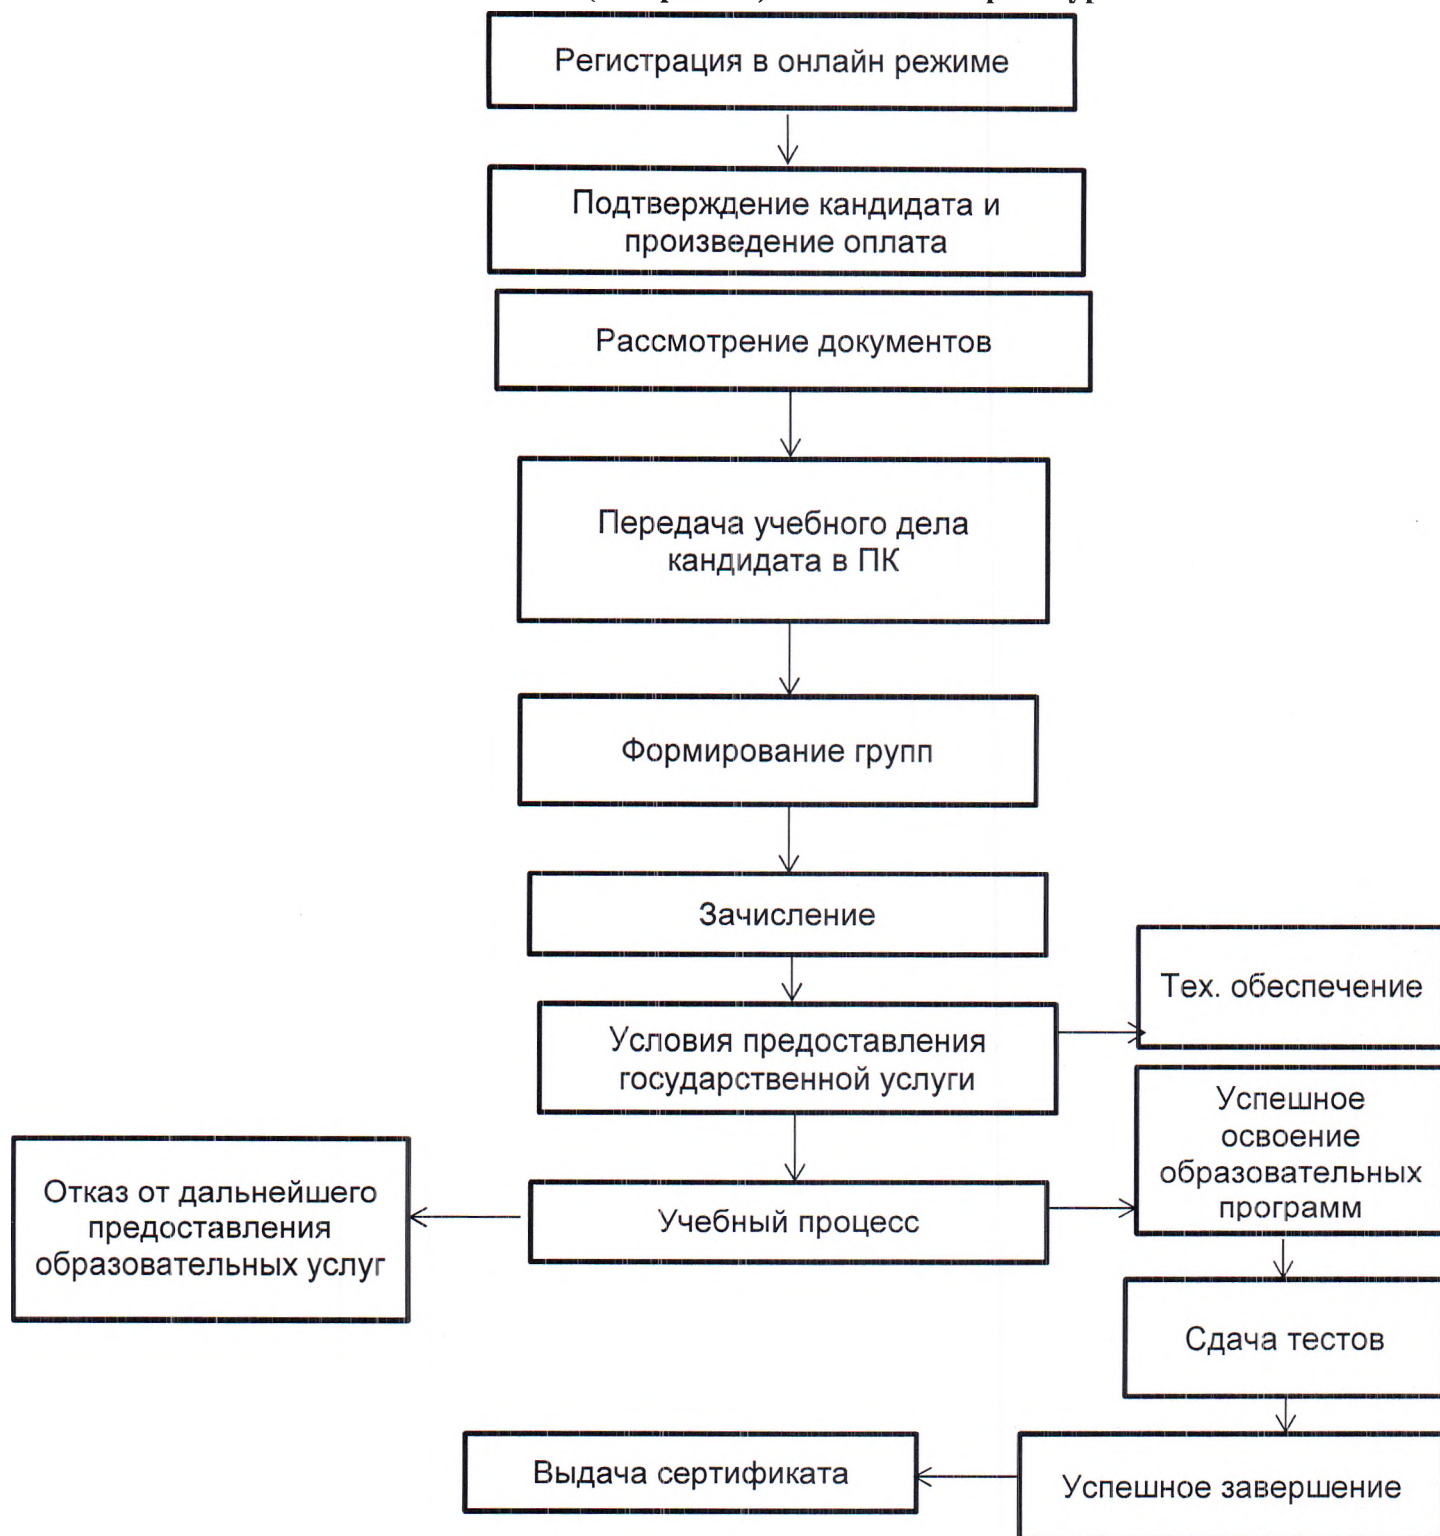 Регистрация в онлайн режиме
Подтверждение кандидата и
произведение оплата
Рассмотрение документов
Передача учебного дела
кандидата в ПК
Формирование групп
Зачисление
Тех. обеспечение
Условия предоставления
государственной услуги
Успешное
освоение
образовательных
программ
Отказ от дальнейшего
предоставления
образовательных услуг
Учебный процесс
Сдача тестов
Выдача сертификата
Успешное завершение